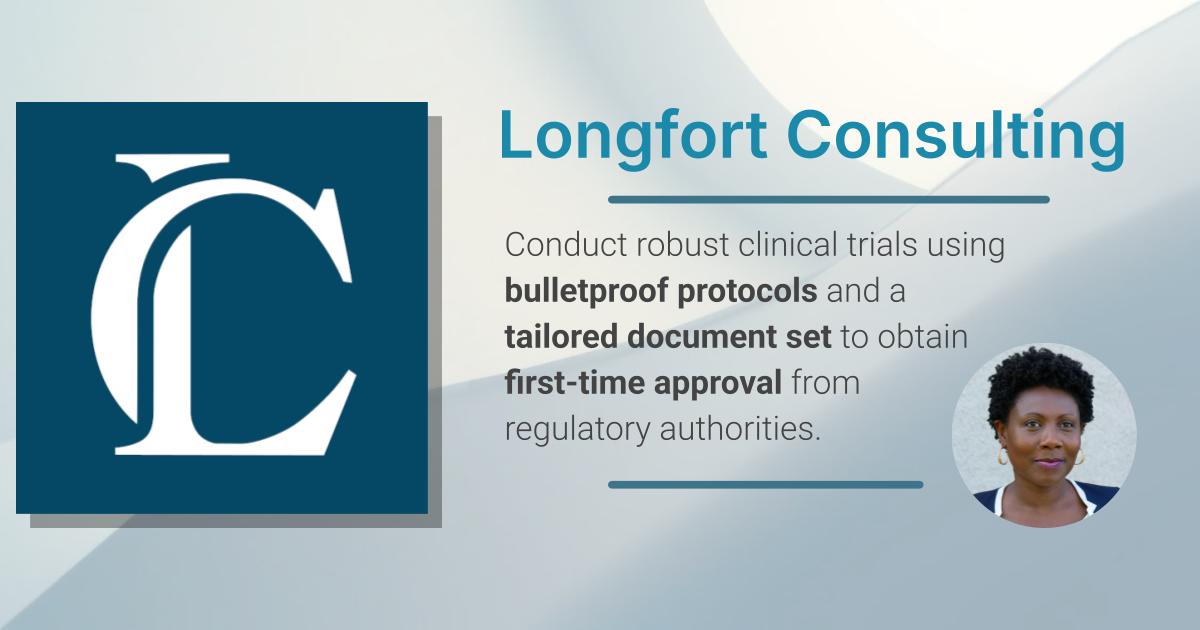 LC
Longfort Consulting
Conduct robust clinical trials using
bulletproof protocols and a
tailored document set to obtain
first-time approval from
regulatory authorities.